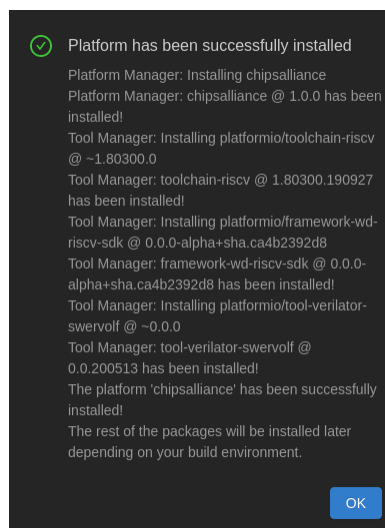 Platform has been successfully installed
Platform Manager: Installing chipsalliance
Platform Manager: chipsalliance @ 1.0.0 has been
installed!
Tool Manager: Installing platformio/toolchain-riscv
@ ~1.80300.0
Tool Manager: toolchain-riscv @ 1.80300.190927
has been installed!
Tool Manager: Installing platformio/framework-wd-
riscv-sdk @ 0.0.0-alpha+sha.ca4b2392d8
Tool Manager: framework-wd-riscv-sdk @ 0.0.0-
alpha+sha.ca4b2392d8 has been installed!
Tool Manager: Installing platformio/tool-verilator-
swervolf @ ~0.0.0
Tool Manager: tool-verilator-swervolf @
0.0.200513 has been installed!
The platform 'chipsalliance' has been successfully
installed!
The rest of the packages will be installed later
depending on your build environment.
OK